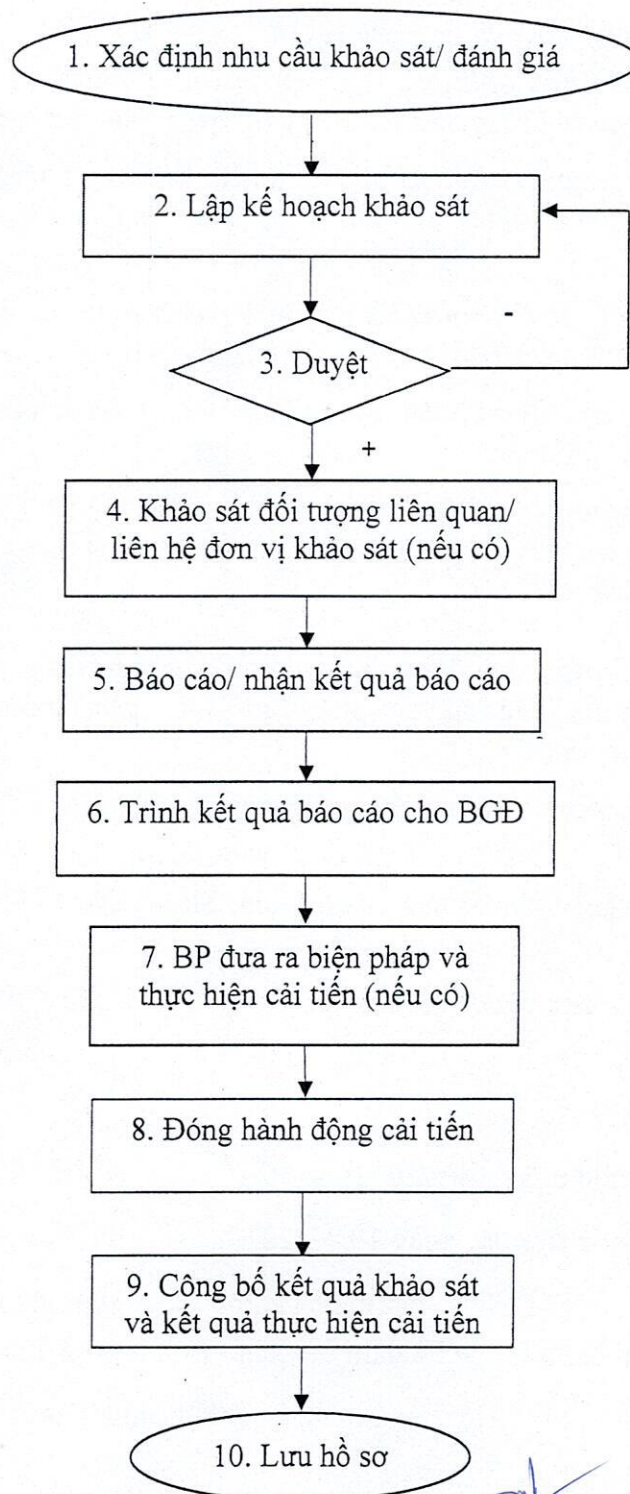 1. Xác định nhu cầu khảo sát/ đánh giá
2. Lập kế hoạch khảo sát
-
3. Duyệt
+
4. Khảo sát đối tượng liên quan/
liên hệ đơn vị khảo sát (nếu có)
5. Báo cáo/ nhận kết quả báo cáo
6. Trình kết quả báo cáo cho BGĐ
7. BP đưa ra biện pháp và
thực hiện cải tiến (nếu có)
8. Đóng hành động cải tiến
9. Công bố kết quả khảo sát
và kết quả thực hiện cải tiến
10. Lưu hồ sơ